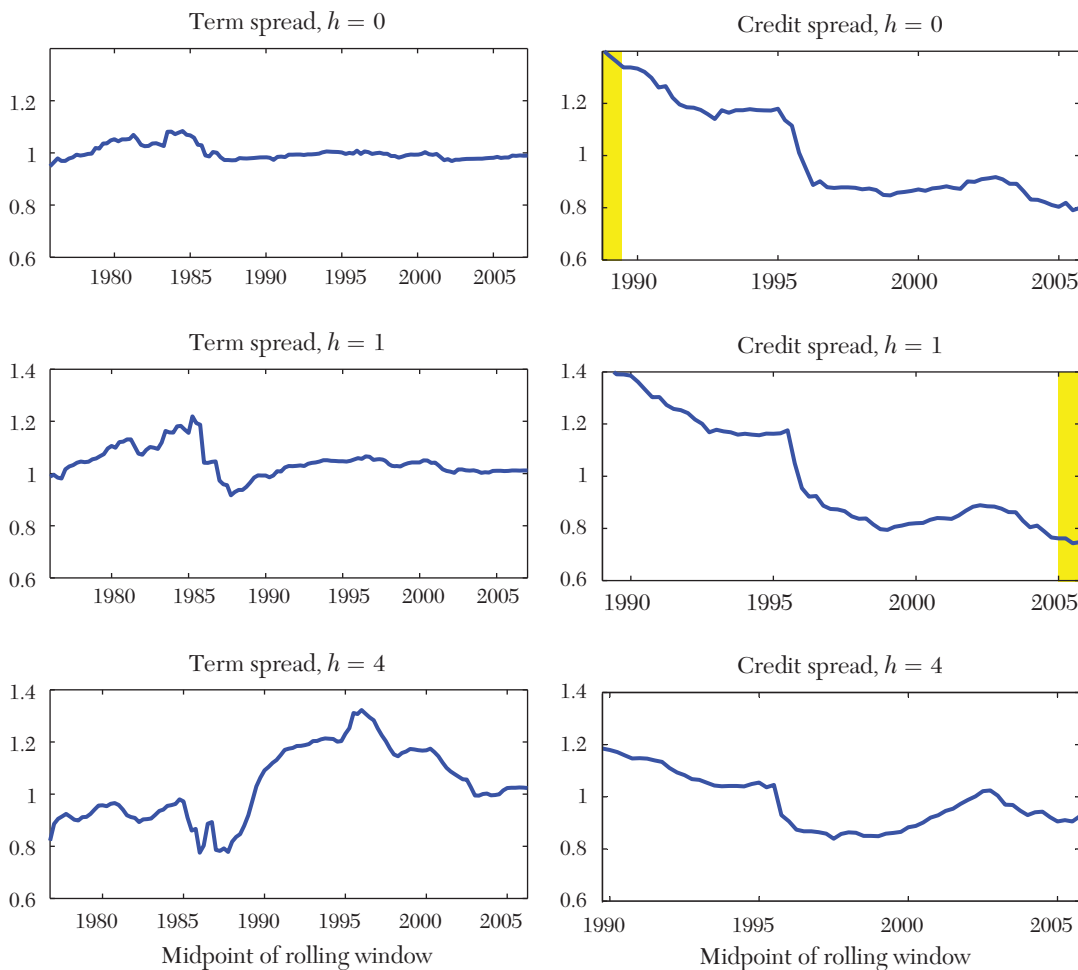 Term spread, h = 0
1.2
1
0.8
0.6
1980 1985 1990 1995 2000 2005
Credit spread, h = 0
1.2
1
0.8
0.6
1990 1995 2000 2005
Term spread, h = 1
1.4
1.2
1
0.8
0.6
1980 1985 1990 1995 2000 2005
Credit spread, h = 1
1.4
1.2
1
0.8
0.6
1990 1995 2000 2005
Term spread, h = 4
1.4
1.2
1
0.8
0.6
1980 1985 1990 1995 2000 2005
Midpoint of rolling window
Credit spread, h = 4
1.4
1.2
1
0.8
0.6
1990 1995 2000 2005
Midpoint of rolling window